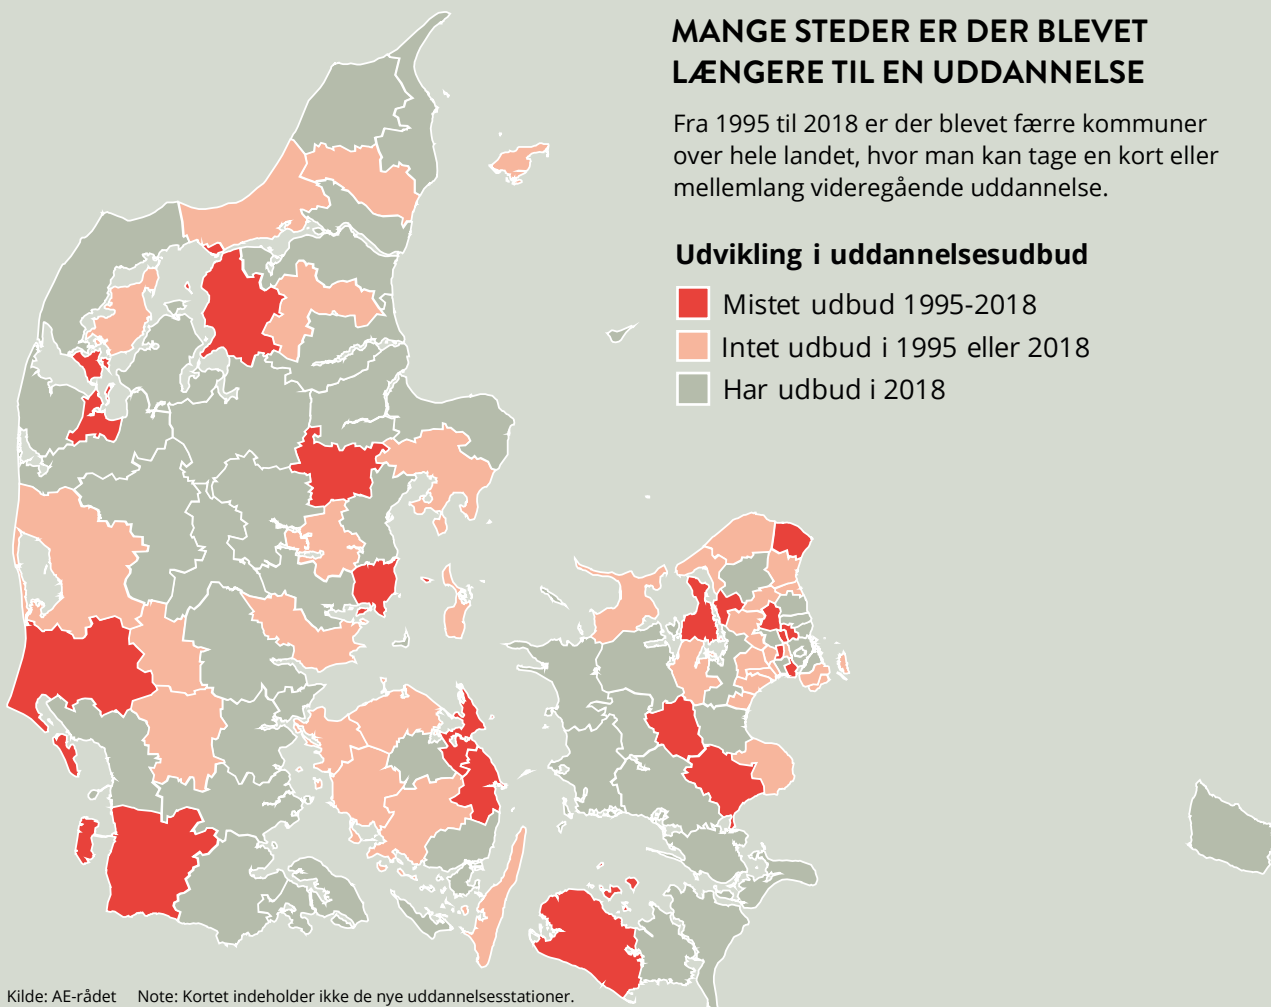 MANGE STEDER ER DER BLEVET
LÆNGERE TIL EN UDDANNELSE
Fra 1995 til 2018 er der blevet færre kommuner
over hele landet, hvor man kan tage en kort eller
mellemlang videregående uddannelse.
Udvikling i uddannelsesudbud
Mistet udbud 1995-2018
Intet udbud i 1995 eller 2018
Har udbud i 2018
Kilde: AE-rådet Note: Kortet indeholder ikke de nye uddannelsesstationer.